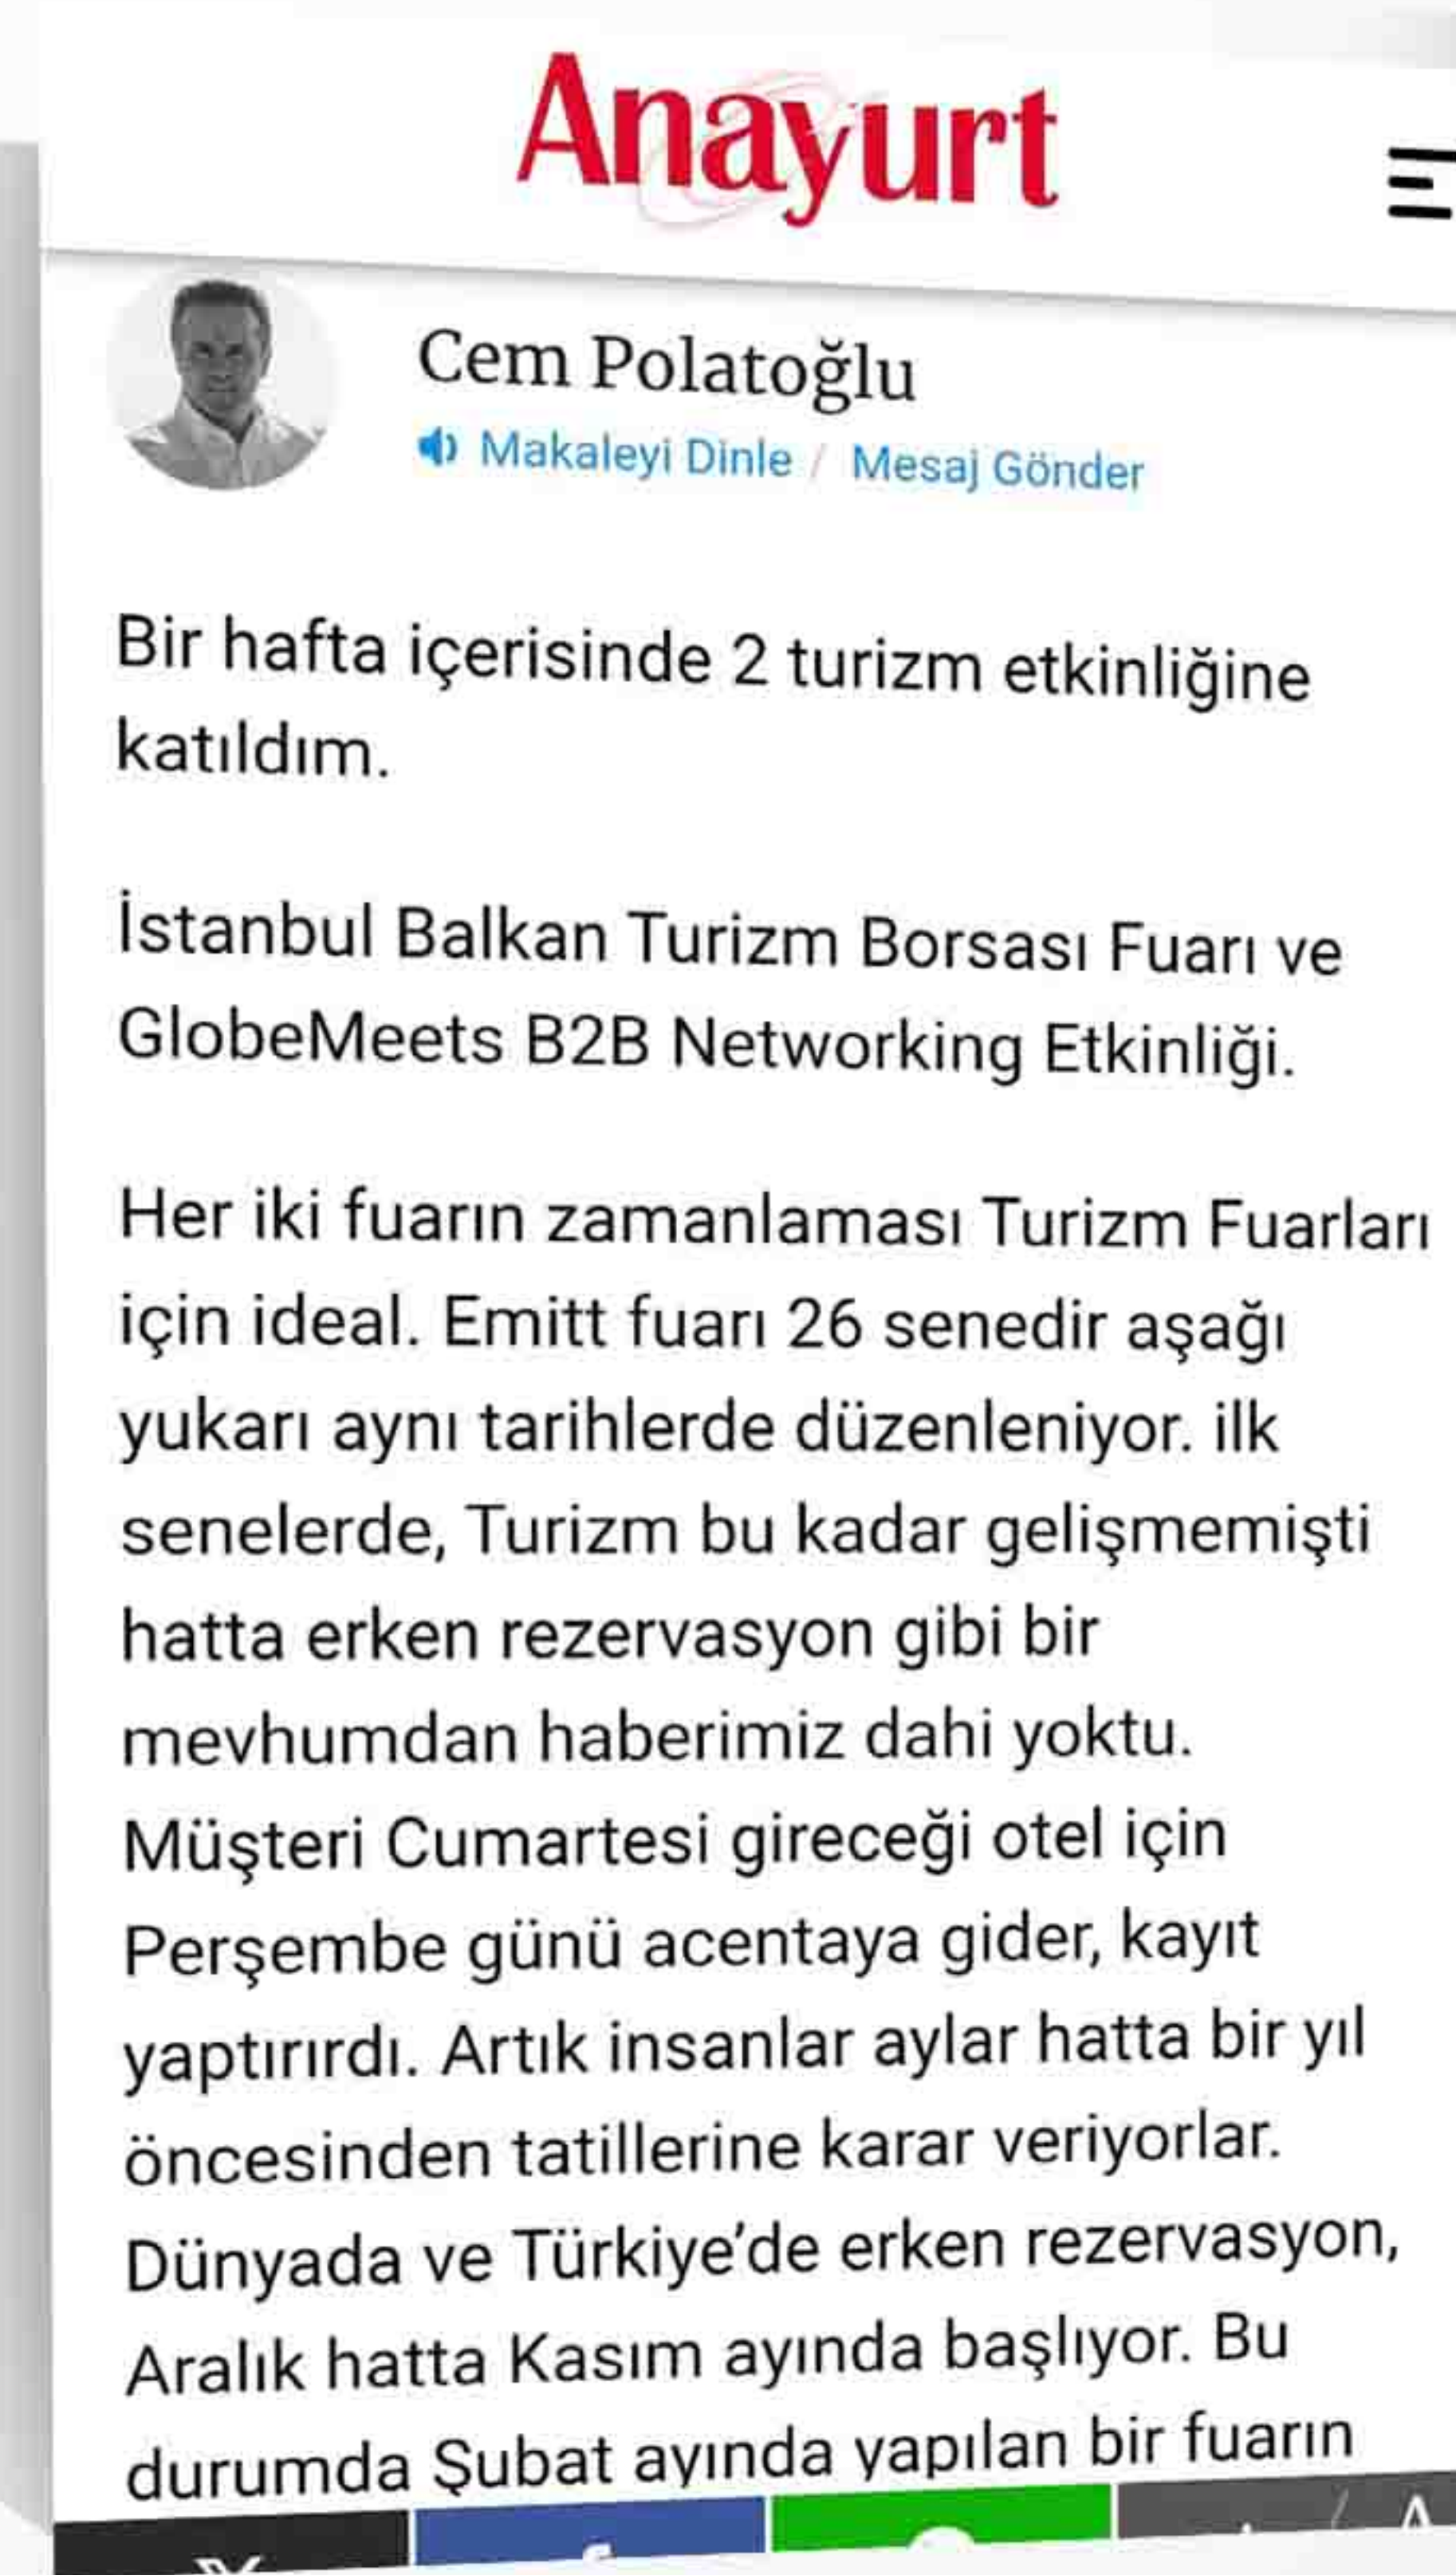 Anayurt
Cem Polatoğlu
Makaleyi Dinle / Mesaj Gönder
Bir hafta içerisinde 2 turizm etkinliğine
katıldım.
İstanbul Balkan Turizm Borsası Fuarı ve
GlobeMeets B2B Networking Etkinliği.
Her iki fuarın zamanlaması Turizm Fuarları
için ideal. Emitt fuarı 26 senedir aşağı
yukarı aynı tarihlerde düzenleniyor. ilk
senelerde, Turizm bu kadar gelişmemişti
hatta erken rezervasyon gibi bir
mevhumdan haberimiz dahi yoktu.
Müşteri Cumartesi gireceği otel için
Perşembe günü acentaya gider, kayıt
yaptırırdı. Artık insanlar aylar hatta bir yıl
öncesinden tatillerine karar veriyorlar.
Dünyada ve Türkiye’de erken rezervasyon,
Aralık hatta Kasım ayında başlıyor. Bu
durumda Şubat ayında yapılan bir fuarın